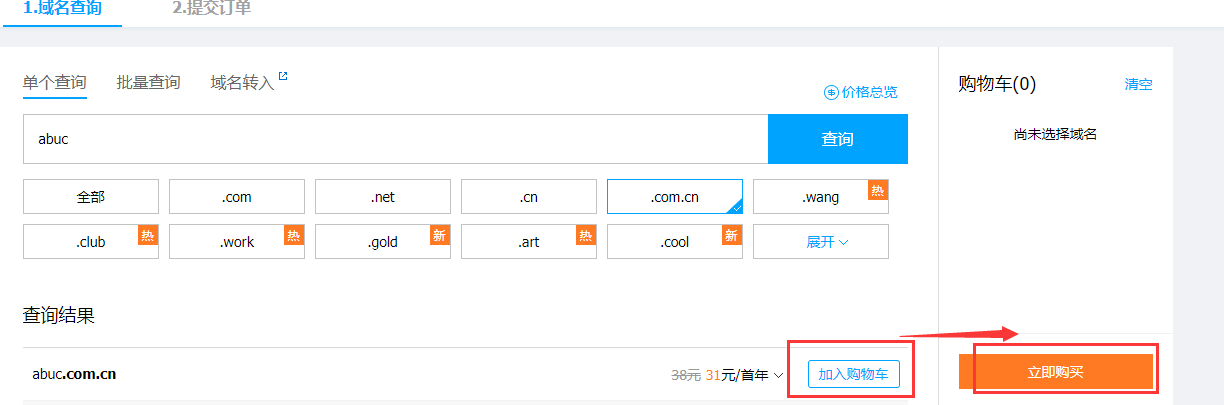 1.域名查询 2.提交订单
单个查询 批量查询 域名转入
价格总览
abuc 查询
全部 .com .net .cn .com.cn .wang 热
.club 热 .work 热 .gold 新 .art 热 .cool 新 展开
查询结果
abuc.com.cn 38元 31元/首年 加入购物车
购物车(0) 清空
尚未选择域名
立即购买